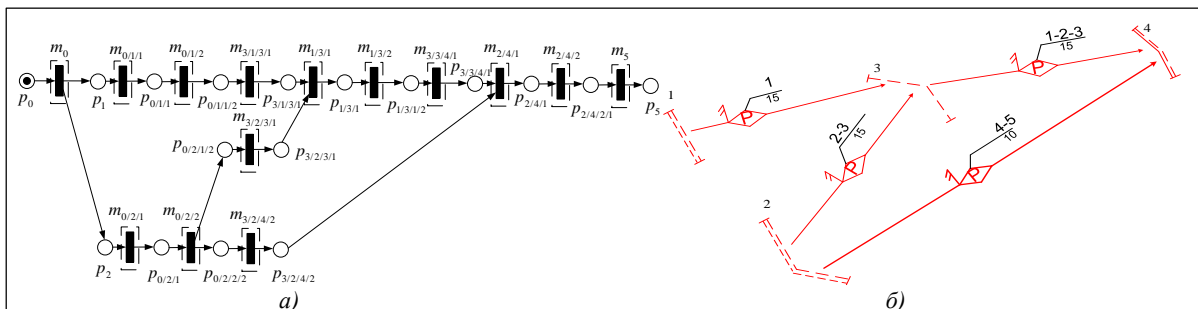 m0 m0/1/1 m0/1/2 m3/1/3/1 m1/3/1 m1/3/2 m3/3/4/1 m2/4/1 m2/4/2 m5
p0 p1 p0/1/1 p0/1/1/2 p3/1/3/1 p1/3/1 p1/3/1/2 p3/3/4/1 p2/4/1 p2/4/2/1 p5
m3/2/3/1
p0/2/1/2 p3/2/3/1
m0/2/1 m0/2/2 m3/2/4/2
p2 p0/2/1 p0/2/2/2 p3/2/4/2
а)
1
1
15
P
3
1-2-3
15
P
4
2-3
15
P
4-5
10
P
2
б)